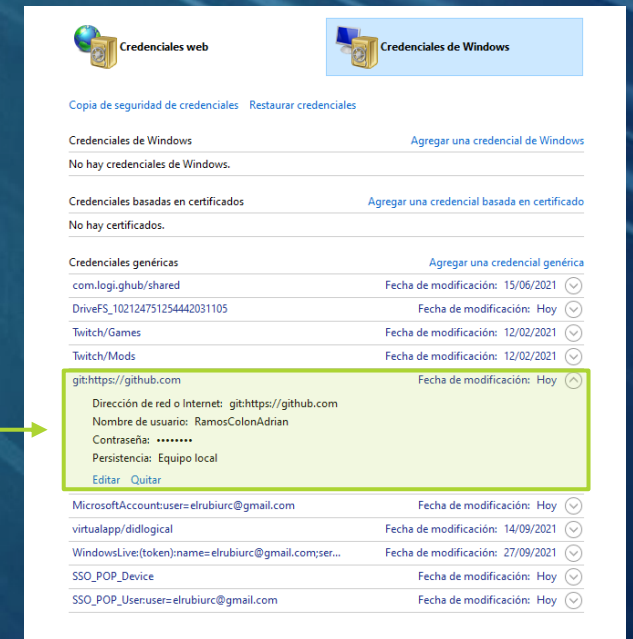 Credenciales web
Credenciales de Windows
Copia de seguridad de credenciales Restaurar credenciales
Credenciales de Windows Agregar una credencial de Windows
No hay credenciales de Windows.
Credenciales basadas en certificados Agregar una credencial basada en certificado
No hay certificados.
Credenciales genéricas Agregar una credencial genérica
com.logi.ghub/shared Fecha de modificación: 15/06/2021
DriveFS_102124751254442031105 Fecha de modificación: Hoy
Twitch/Games Fecha de modificación: 12/02/2021
Twitch/Mods Fecha de modificación: 12/02/2021
git:https://github.com Fecha de modificación: Hoy
Dirección de red o Internet: git:https://github.com
Nombre de usuario: RamosColonAdrian
Contraseña: ••••••••
Persistencia: Equipo local
Editar Quitar
MicrosoftAccount:user=elrubiurc@gmail.com Fecha de modificación: Hoy
virtualapp/didlogical Fecha de modificación: 14/09/2021
WindowsLive:(token):name=elrubiurc@gmail.com;ser... Fecha de modificación: 27/09/2021
SSO_POP_Device Fecha de modificación: Hoy
SSO_POP_User:user=elrubiurc@gmail.com Fecha de modificación: Hoy